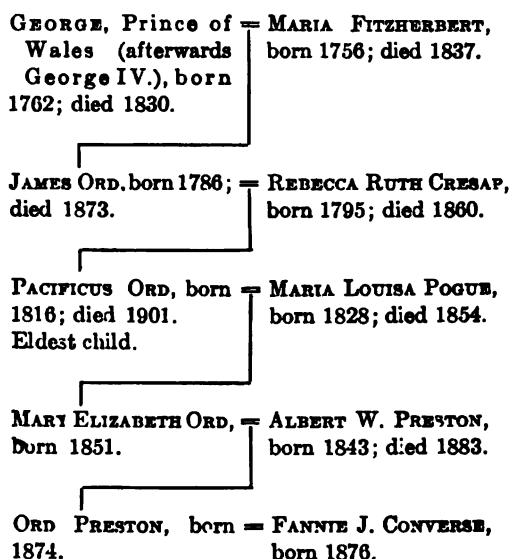 GEORGE, Prince of
Wales (afterwards
George IV.), born
1762; died 1830.
= MARIA FITZHERBERT,
born 1756; died 1837.
JAMES ORD, born 1786;
died 1873.
= REBECCA RUTH CRESAP,
born 1795; died 1860.
PACIFICUS ORD, born
1816; died 1901.
Eldest child.
= MARIA LOUISA POGUE,
born 1828; died 1854.
MARY ELIZABETH ORD,
born 1851.
= ALBERT W. PRESTON,
born 1843; died 1883.
ORD PRESTON, born
1874.
= FANNIE J. CONVERSE,
born 1876.